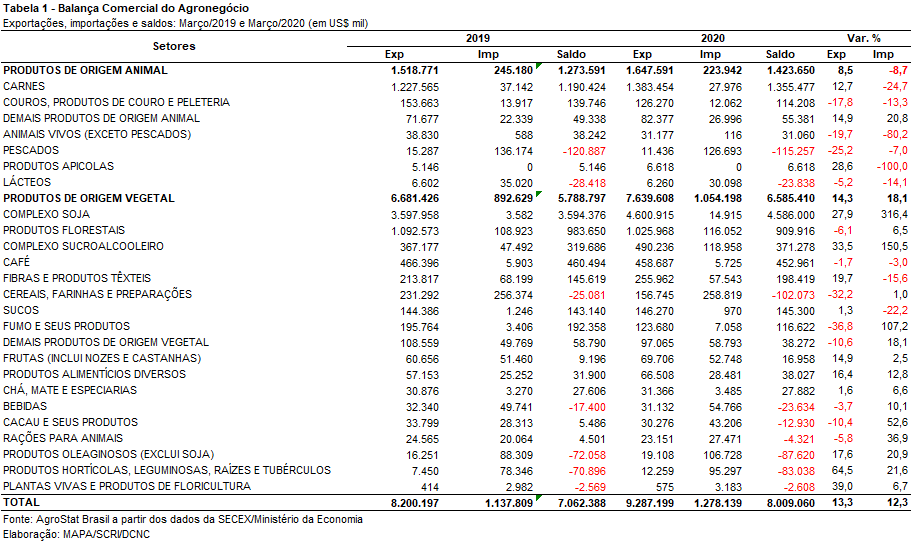 Tabela 1 - Balança Comercial do Agronegócio
Exportações, importações e saldos: Março/2019 e Março/2020 (em US$ mil)
Setores 2019 2020 Var. %
Exp Imp Saldo Exp Imp Saldo Exp Imp
PRODUTOS DE ORIGEM ANIMAL 1.518.771 245.180 1.273.591 1.647.591 223.942 1.423.650 8,5 -8,7
CARNES 1.227.565 37.142 1.190.424 1.383.454 27.976 1.355.477 12,7 -24,7
COUROS, PRODUTOS DE COURO E PELETERIA 153.663 13.917 139.746 126.270 12.062 114.208 -17,8 -13,3
DEMAIS PRODUTOS DE ORIGEM ANIMAL 71.677 22.339 49.338 82.377 26.996 55.381 14,9 20,8
ANIMAIS VIVOS (EXCETO PESCADOS) 38.830 588 38.242 31.177 116 31.060 -19,7 -80,2
PESCADOS 15.287 136.174 -120.887 11.436 126.693 -115.257 -25,2 -7,0
PRODUTOS APICOLAS 5.146 0 5.146 6.618 0 6.618 28,6 -100,0
LÁCTEOS 6.602 35.020 -28.418 6.260 30.098 -23.838 -5,2 -14,1
PRODUTOS DE ORIGEM VEGETAL 6.681.426 892.629 5.788.797 7.639.608 1.054.198 6.585.410 14,3 18,1
COMPLEXO SOJA 3.597.958 3.582 3.594.376 4.600.915 14.915 4.586.000 27,9 316,4
PRODUTOS FLORESTAIS 1.092.573 108.923 983.650 1.025.968 116.052 909.916 -6,1 6,5
COMPLEXO SUCROALCOOLEIRO 367.177 47.492 319.686 490.236 118.958 371.278 33,5 150,5
CAFÉ 466.396 5.903 460.494 458.687 5.725 452.961 -1,7 -3,0
FIBRAS E PRODUTOS TÊXTEIS 213.817 68.199 145.619 255.962 57.543 198.419 19,7 -15,6
CEREAIS, FARINHAS E PREPARAÇÕES 231.292 256.374 -25.081 156.745 258.819 -102.073 -32,2 1,0
SUCOS 144.386 1.246 143.140 146.270 970 145.300 1,3 -22,2
FUMO E SEUS PRODUTOS 195.764 3.406 192.358 123.680 7.058 116.622 -36,8 107,2
DEMAIS PRODUTOS DE ORIGEM VEGETAL 108.559 49.769 58.790 97.065 58.793 38.272 -10,6 18,1
FRUTAS (INCLUI NOZES E CASTANHAS) 60.656 51.460 9.196 69.706 52.748 16.958 14,9 2,5
PRODUTOS ALIMENTÍCIOS DIVERSOS 57.153 25.252 31.900 66.508 28.481 38.027 16,4 12,8
CHÁ, MATE E ESPECIARIAS 30.876 3.270 27.606 31.366 3.485 27.882 1,6 6,6
BEBIDAS 32.340 49.741 -17.400 31.132 54.766 -23.634 -3,7 10,1
CACAU E SEUS PRODUTOS 33.799 28.313 5.486 30.276 43.206 -12.930 -10,4 52,6
RAÇÕES PARA ANIMAIS 24.565 20.064 4.501 23.151 27.471 -4.321 -5,8 36,9
PRODUTOS OLEAGINOSOS (EXCLUI SOJA) 16.251 88.309 -72.058 19.108 106.728 -87.620 17,6 20,9
PRODUTOS HORTÍCOLAS, LEGUMINOSAS, RAÍZES E TUBÉRCULOS 7.450 78.346 -70.896 12.259 95.297 -83.038 64,5 21,6
PLANTAS VIVAS E PRODUTOS DE FLORICULTURA 414 2.982 -2.569 575 3.183 -2.608 39,0 6,7
TOTAL 8.200.197 1.137.809 7.062.388 9.287.199 1.278.139 8.009.060 13,3 12,3
Fonte: AgroStat Brasil a partir dos dados da SECEX/Ministério da Economia
Elaboração: MAPA/SCRI/DCNC